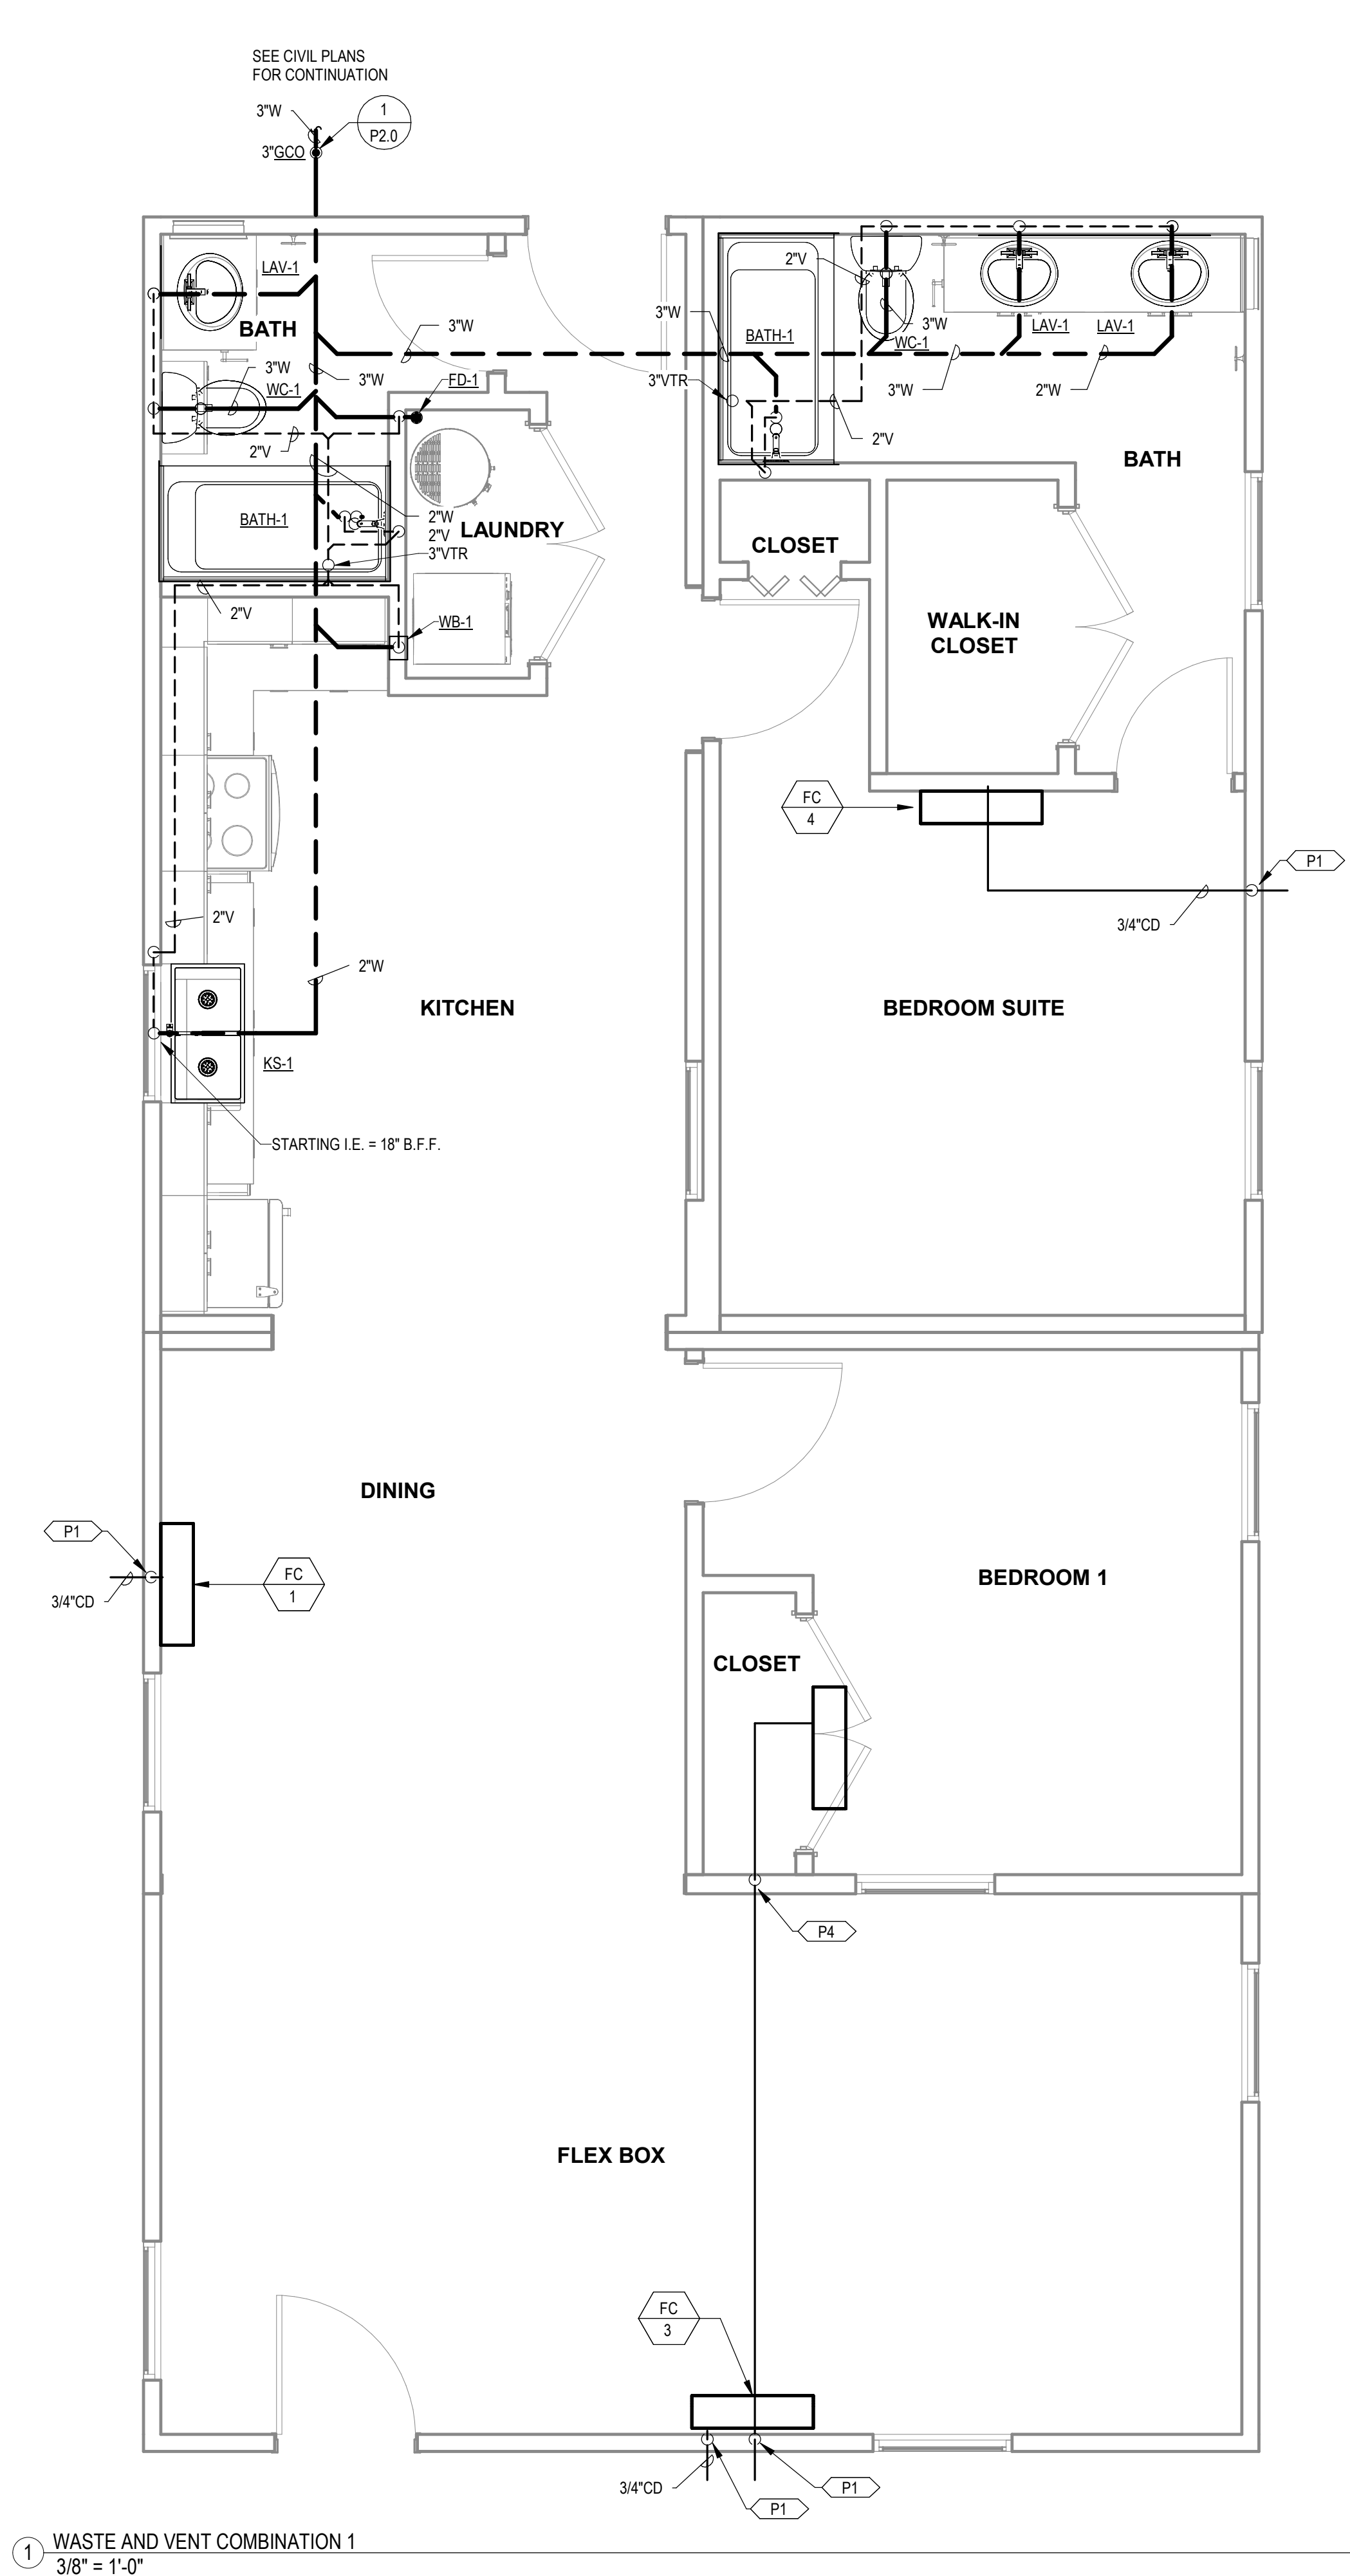 SEE CIVIL PLANS
FOR CONTINUATION
3"W
1
P2.0
3"GCO
LAV-1
BATH
3"W
3"W
WC-1
3"W
FD-1
2"V
BATH-1
2"W
2"V
3"VTR
LAUNDRY
2"V
WB-1
2"V
3"W
BATH-1
3"W
WC-1
LAV-1
LAV-1
3"VTR
3"W
2"W
2"V
BATH
CLOSET
WALK-IN
CLOSET
FC
4
P1
3/4"CD
2"V
2"W
KITCHEN
BEDROOM SUITE
KS-1
STARTING I.E. = 18" B.F.F.
DINING
P1
FC
1
3/4"CD
BEDROOM 1
CLOSET
P4
FLEX BOX
FC
3
3/4"CD
P1
P1
1
WASTE AND VENT COMBINATION 1
3/8" = 1'-0"